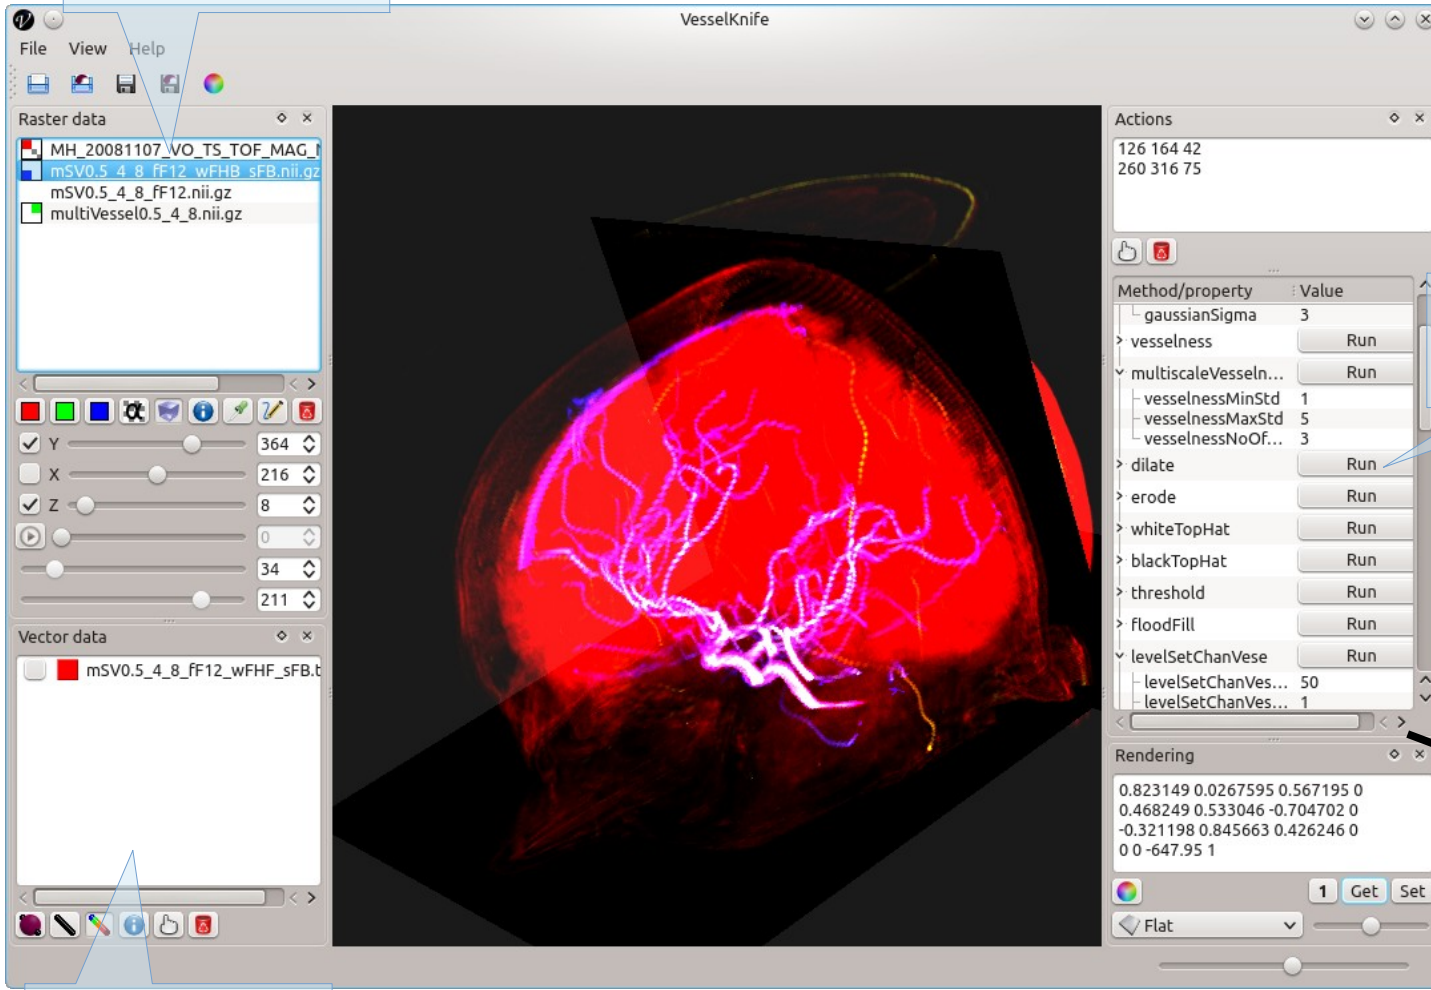 VesselKnife
File View Help
Raster data
MH_20081107_VO_TS_TOF_MAG_
mSV0.5_4_8_fF12_wFHB_sFB.nii.gz
mSV0.5_4_8_fF12.nii.gz
multiVessel0.5_4_8.nii.gz
α
Y 364
X 216
Z 8
0
34
211
Vector data
mSV0.5_4_8_fF12_wFHF_sFB.t
Actions
126 164 42
260 316 75
Method/property Value
gaussianSigma 3
vesselness Run
multiscaleVesseln... Run
vesselnessMinStd 1
vesselnessMaxStd 5
vesselnessNoOf... 3
dilate Run
erode Run
whiteTopHat Run
blackTopHat Run
threshold Run
floodFill Run
levelSetChanVese Run
levelSetChanVes... 50
levelSetChanVes... 1
Rendering
0.823149 0.0267595 0.567195 0
0.468249 0.533046 -0.704702 0
-0.321198 0.845663 0.426246 0
0 0 -647.95 1
1 Get Set
Flat